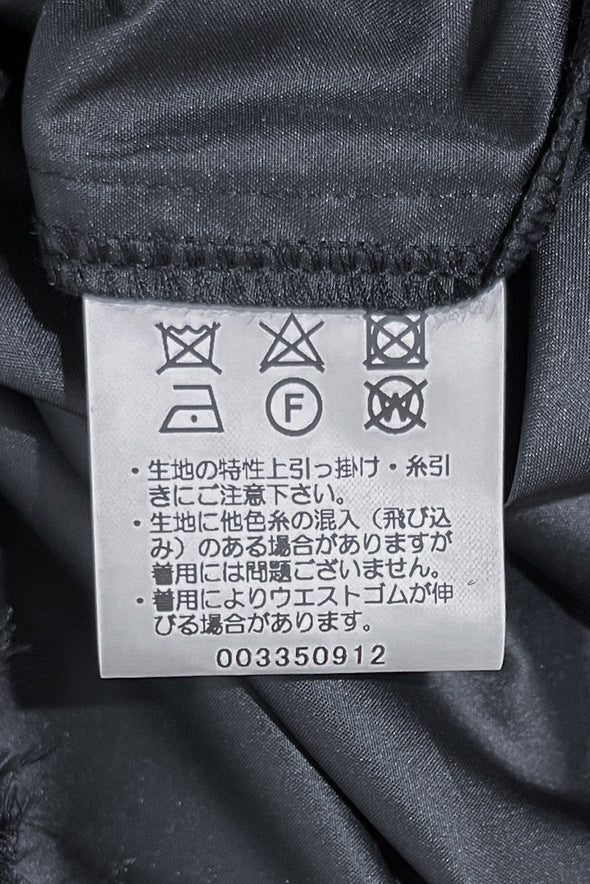 F W
・生地の特性上引っ掛け・糸引
きにご注意下さい。
・生地に他色糸の混入（飛び込
み）のある場合がありますが
着用には問題ございません。
・着用によりウエストゴムが伸
びる場合があります。
003350912